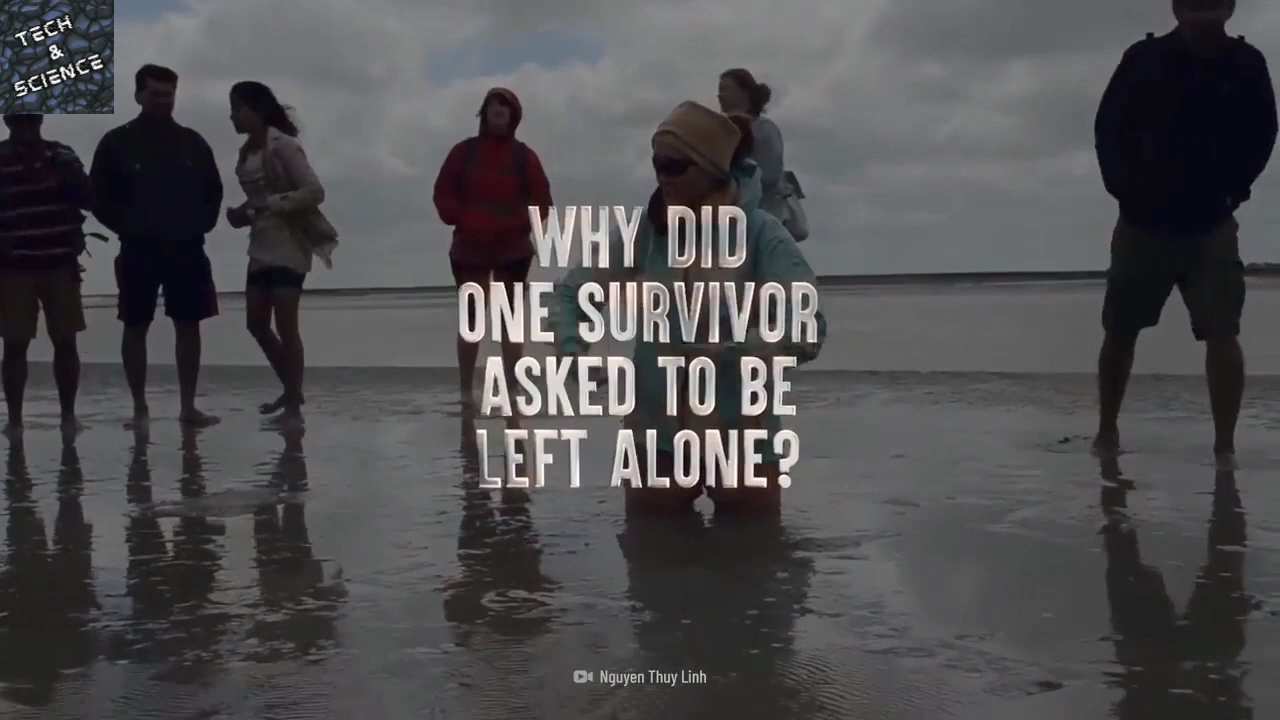 TECH
&
SCIENCE
WHY DID
ONE SURVIVOR
ASKED TO BE
LEFT ALONE?
Nguyen Thuy Linh